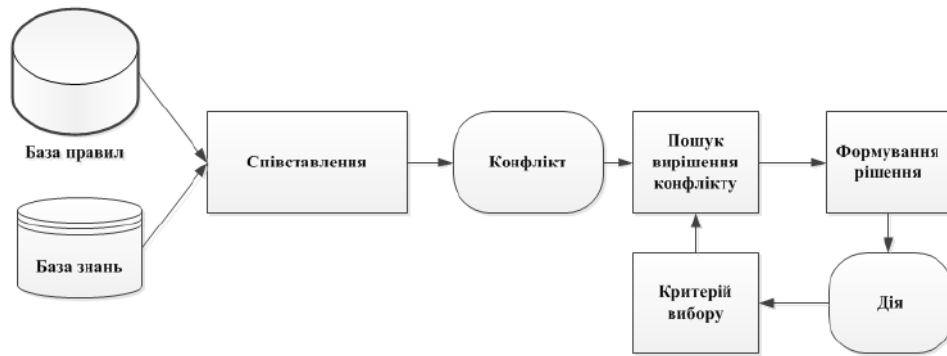 База правил
База знань
Співставлення
Конфлікт
Пошук
вирішення
конфлікту
Формування
рішення
Критерій
вибору
Дія